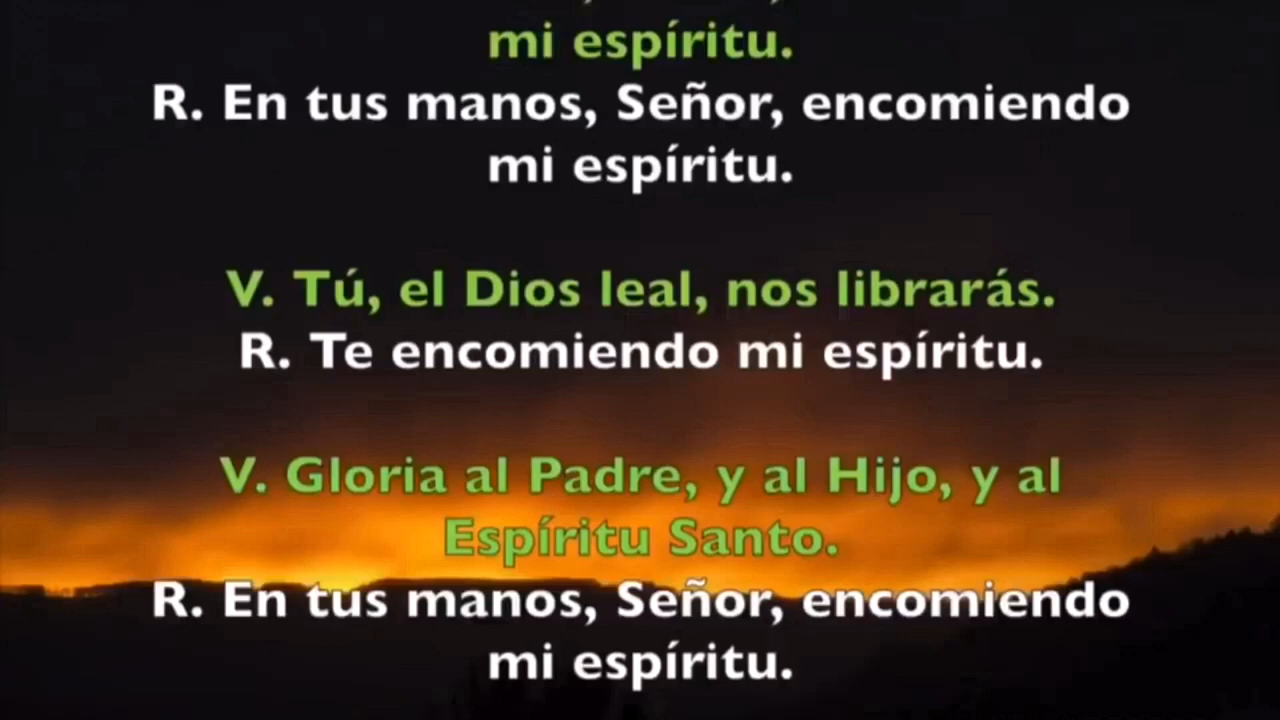 mi espíritu.
R. En tus manos, Señor, encomiendo
mi espíritu.
V. Tú, el Dios leal, nos librarás.
R. Te encomiendo mi espíritu.
V. Gloria al Padre, y al Hijo, y al
Espíritu Santo.
R. En tus manos, Señor, encomiendo
mi espíritu.